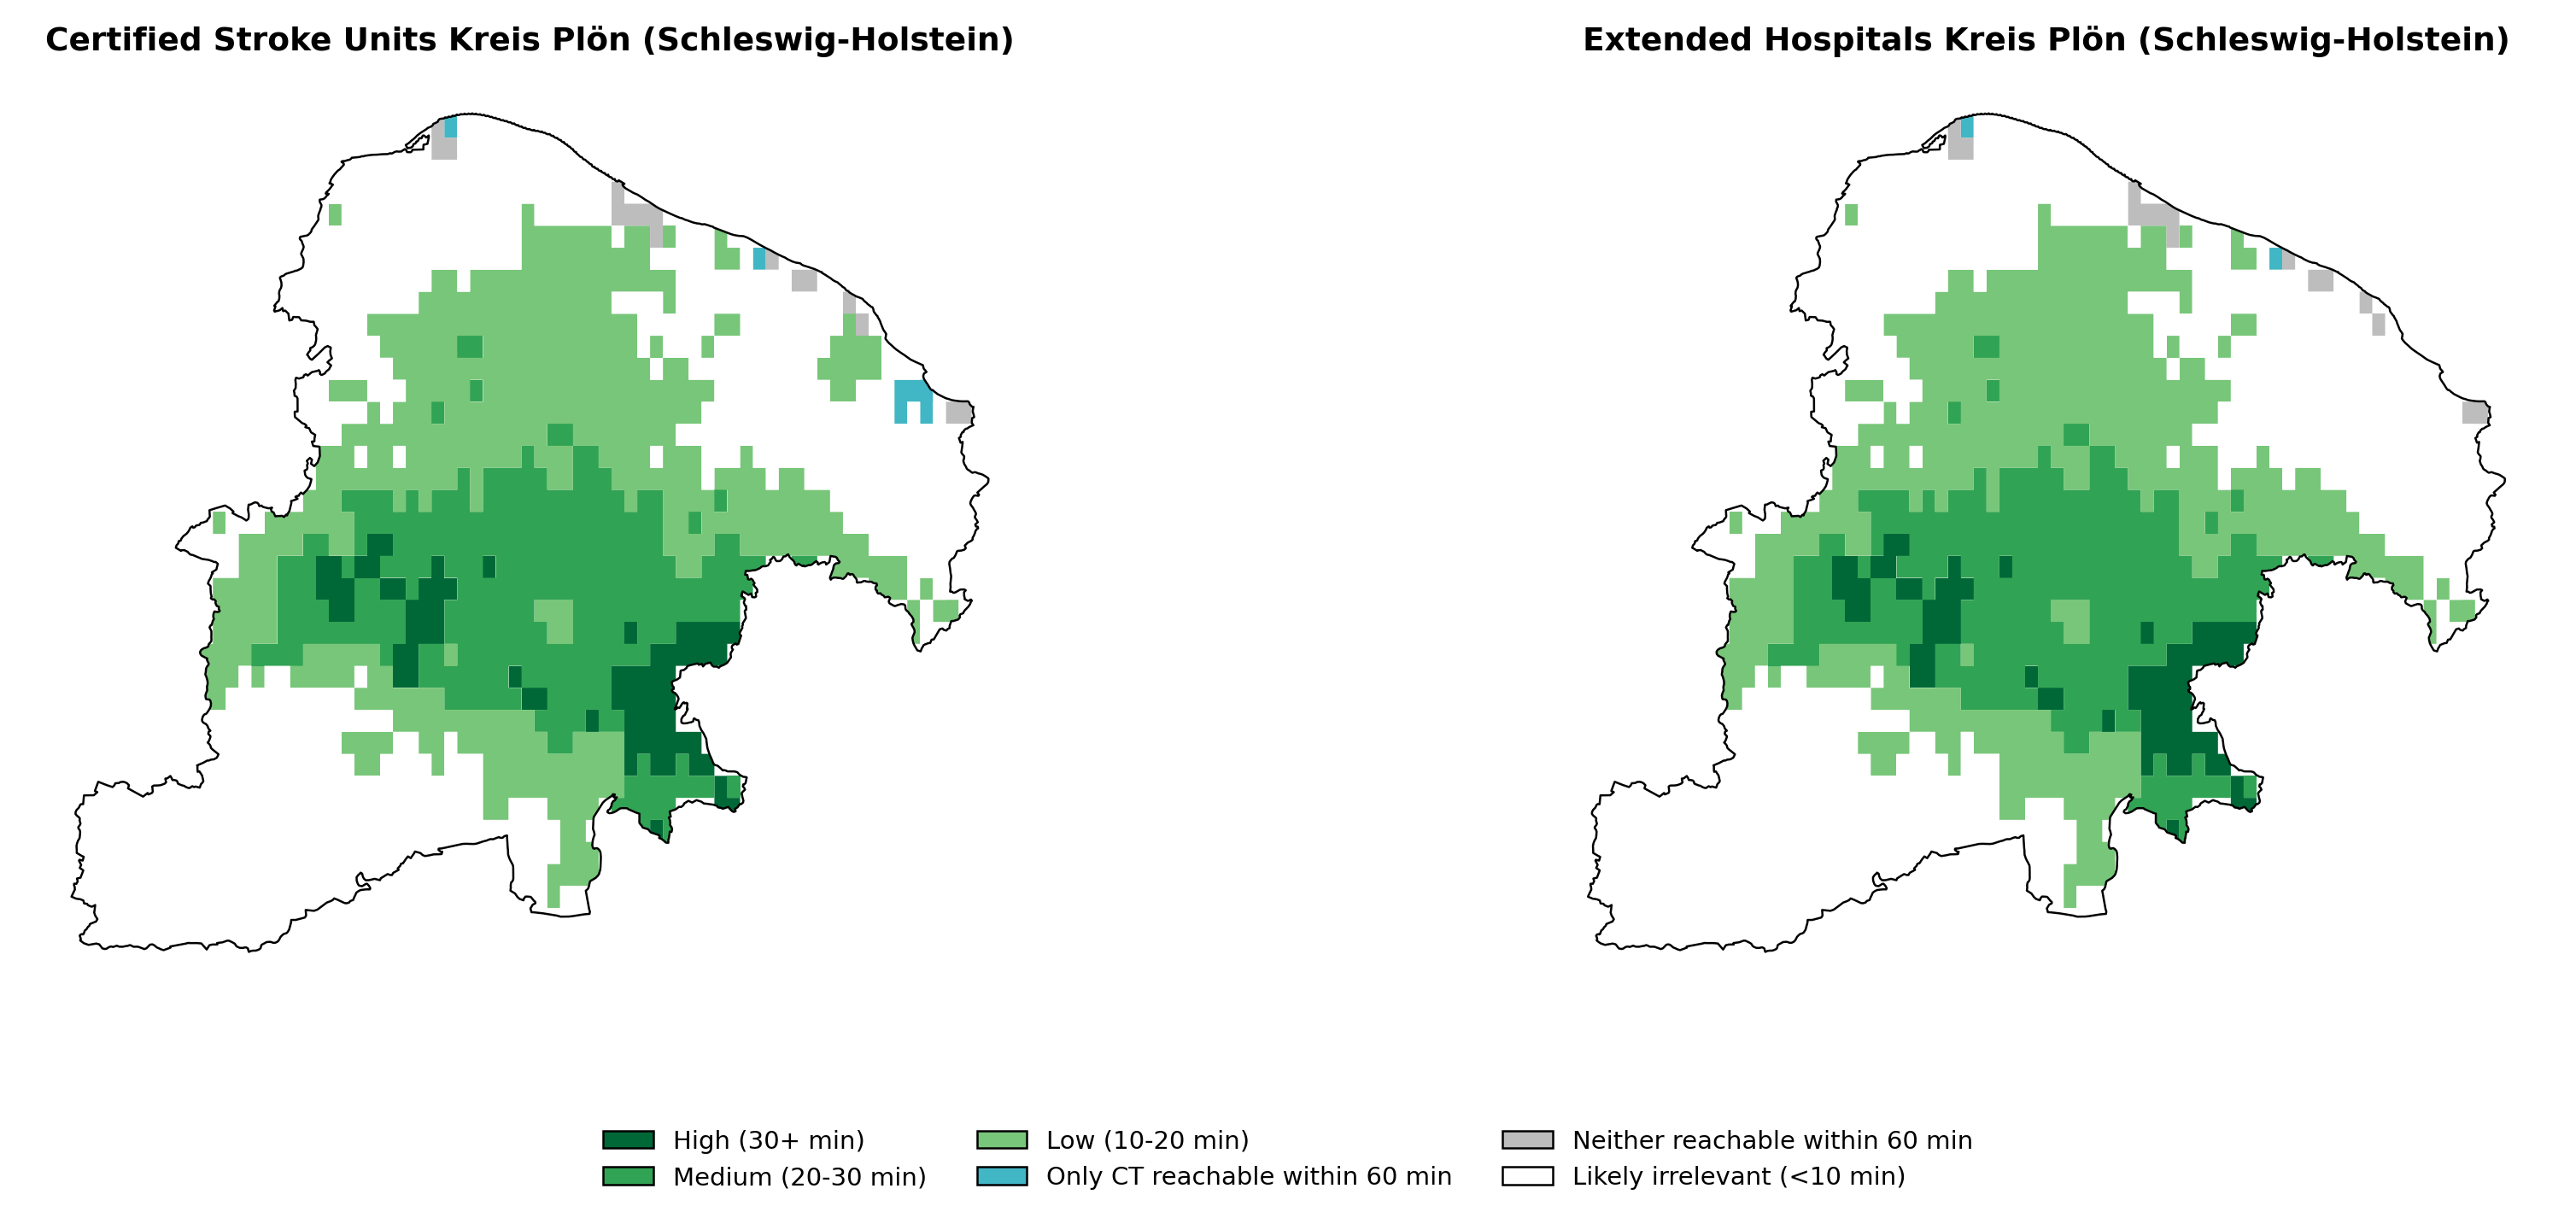 Certified Stroke Units Kreis Plön (Schleswig-Holstein)
Extended Hospitals Kreis Plön (Schleswig-Holstein)
High (30+ min)
Medium (20-30 min)
Low (10-20 min)
Only CT reachable within 60 min
Neither reachable within 60 min
Likely irrelevant (<10 min)